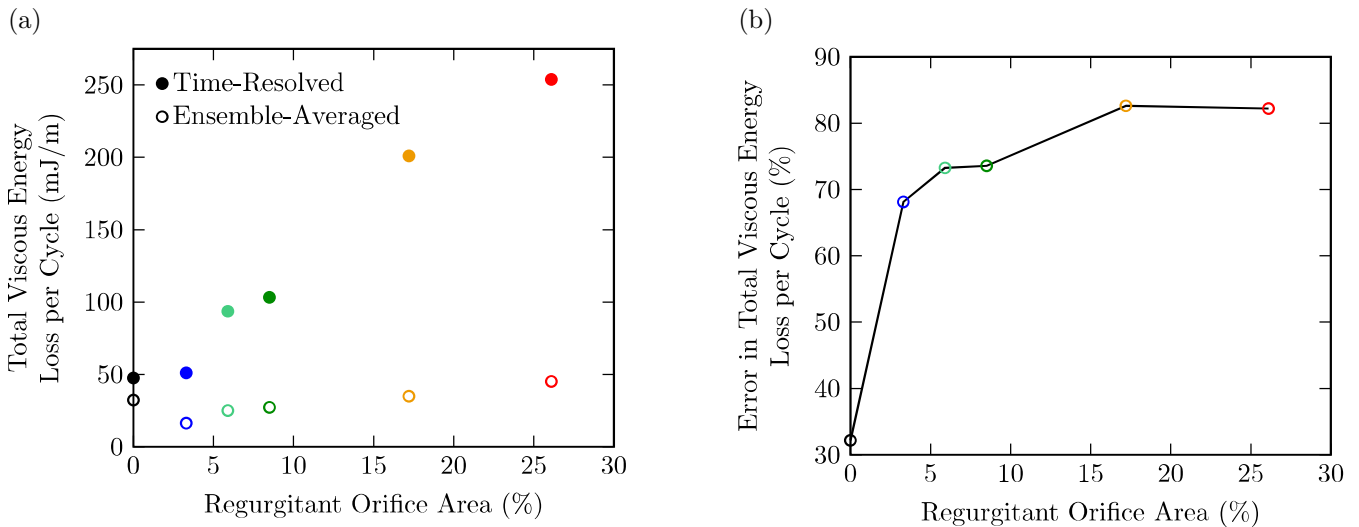 (a)
Total Viscous Energy
Loss per Cycle (mJ/m)
250
200
150
100
50
0
Time-Resolved
Ensemble-Averaged
0 5 10 15 20 25 30
Regurgitant Orifice Area (%)
(b)
Error in Total Viscous Energy
Loss per Cycle (%)
90
80
70
60
50
40
30
0 5 10 15 20 25 30
Regurgitant Orifice Area (%)